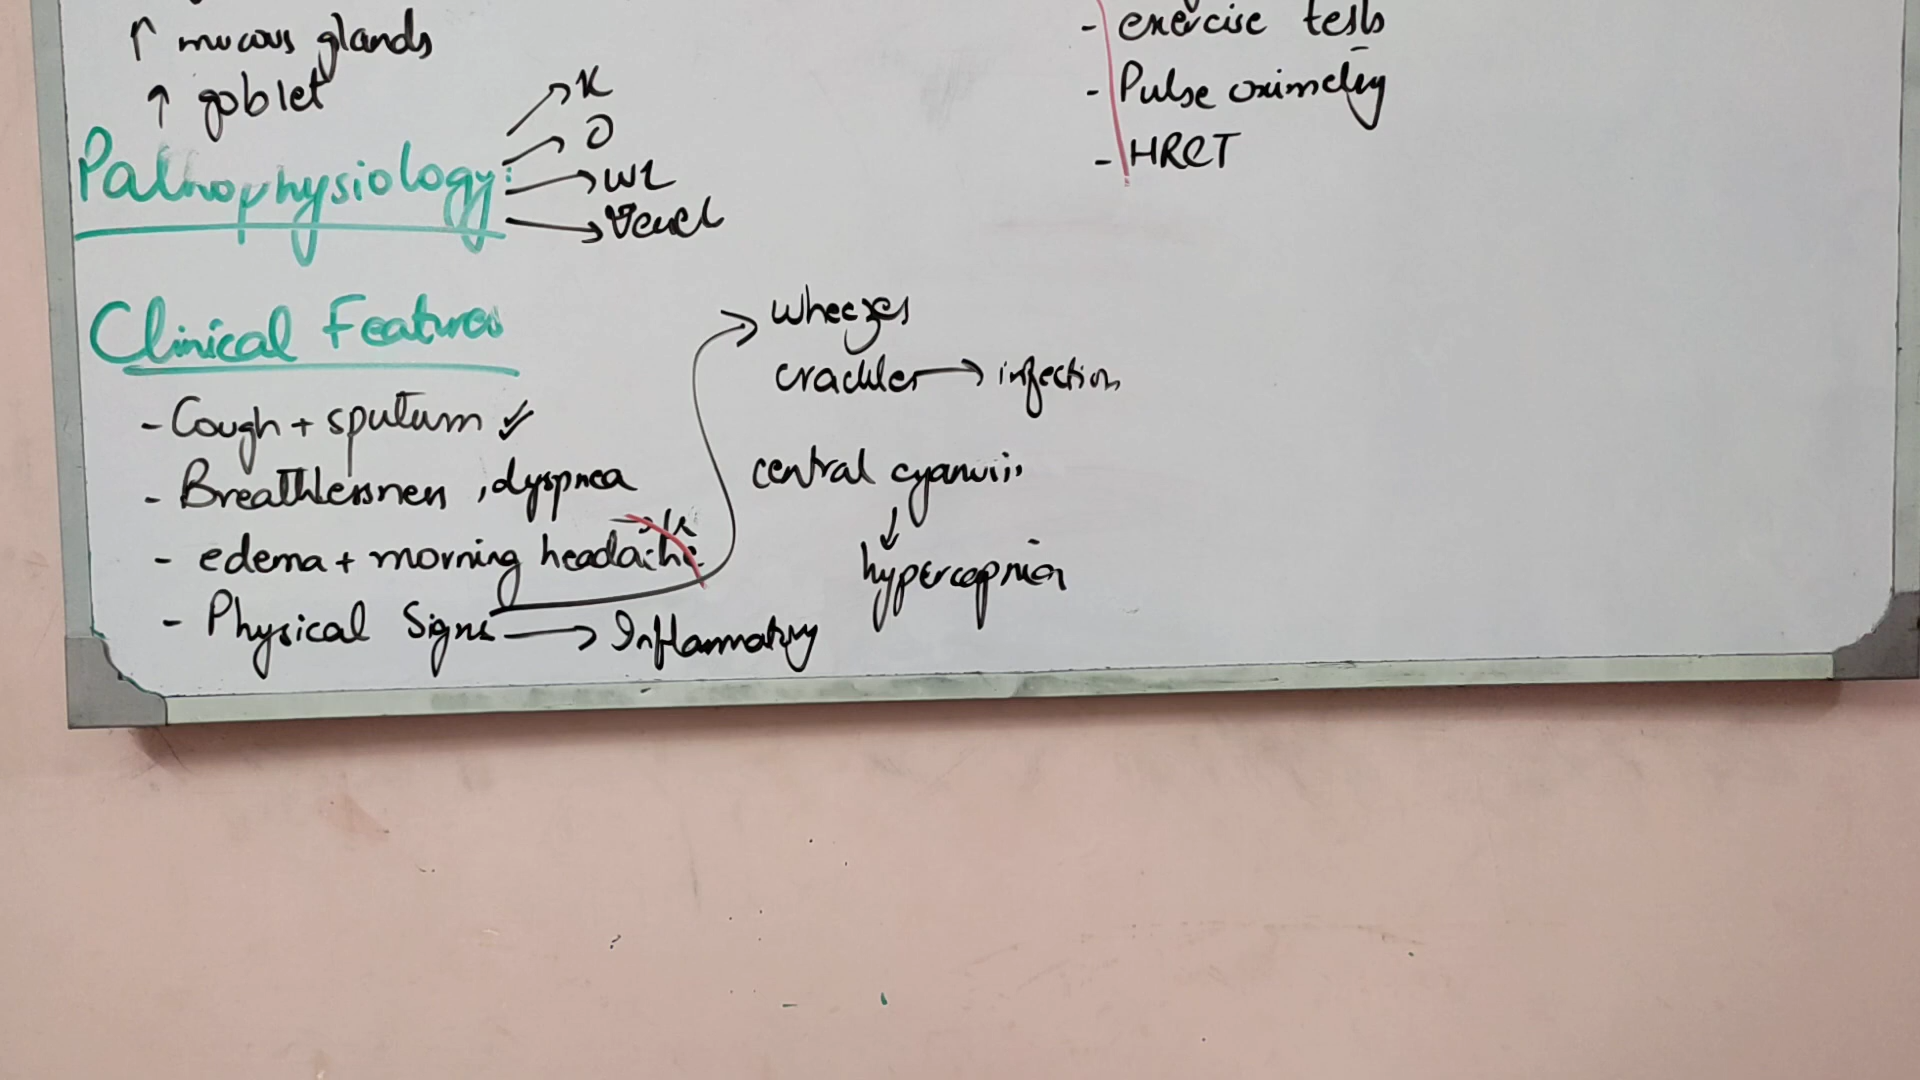 ↑ mucous glands
↑ goblet
Pathophysiology:
→ O
- Cough + sputum ✓
- Breathlessness, dyspnea
- edema + morning headache
- Physical Signs → Inflammatory
Clinical Features
wheezes
crackles → infection
central cyanosis
↓
hypercapnia
- exercise tests
- Pulse oximetry
- HRCT